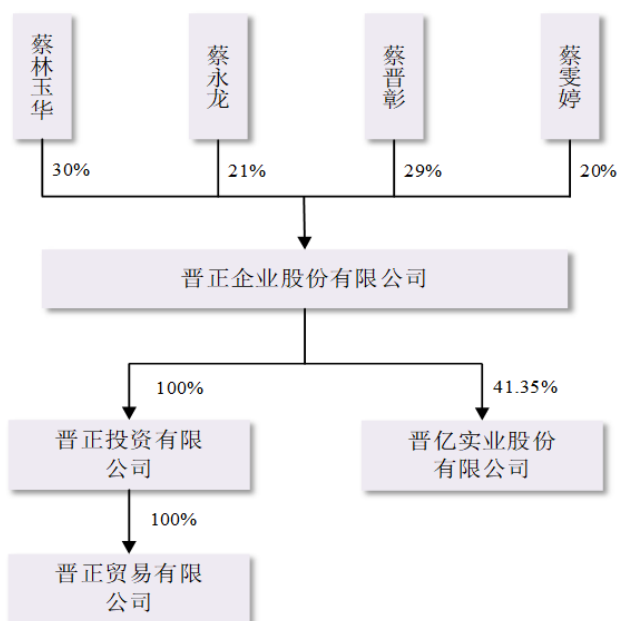 蔡林玉华
蔡永龙
蔡晋彰
蔡雯婷
30%
21%
29%
20%
晋正企业股份有限公司
100%
41.35%
晋正投资有限
公司
晋亿实业股份
有限公司
100%
晋正贸易有限
公司